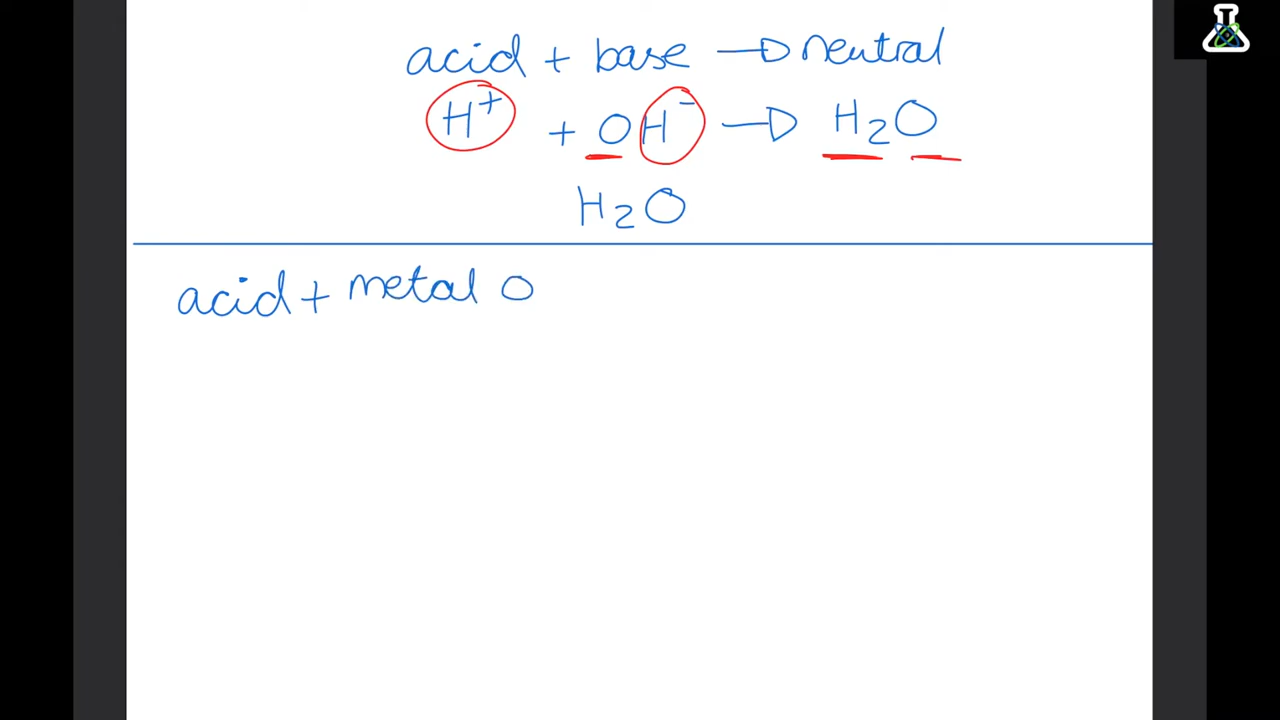 acid + base → neutral
H⁺ + OH⁻ → H₂O
H₂O
acid + metal o